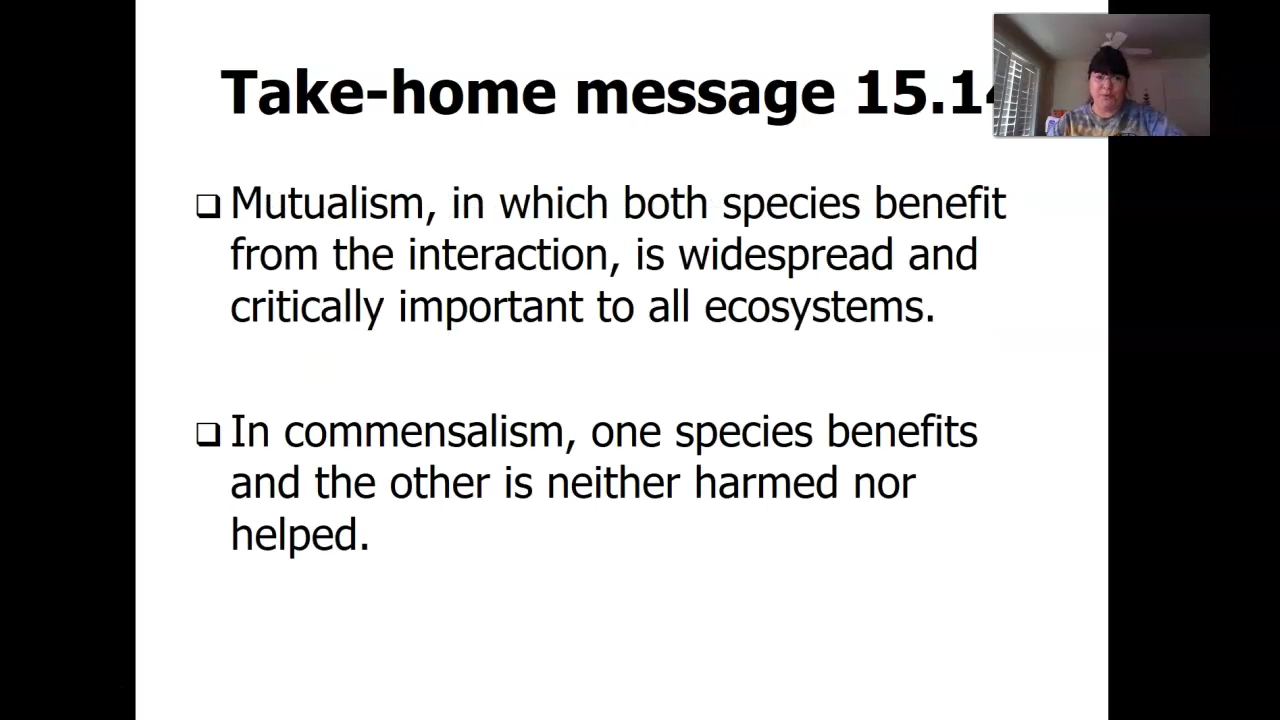 Take-home message 15.14
❑ Mutualism, in which both species benefit
from the interaction, is widespread and
critically important to all ecosystems.
❑ In commensalism, one species benefits
and the other is neither harmed nor
helped.